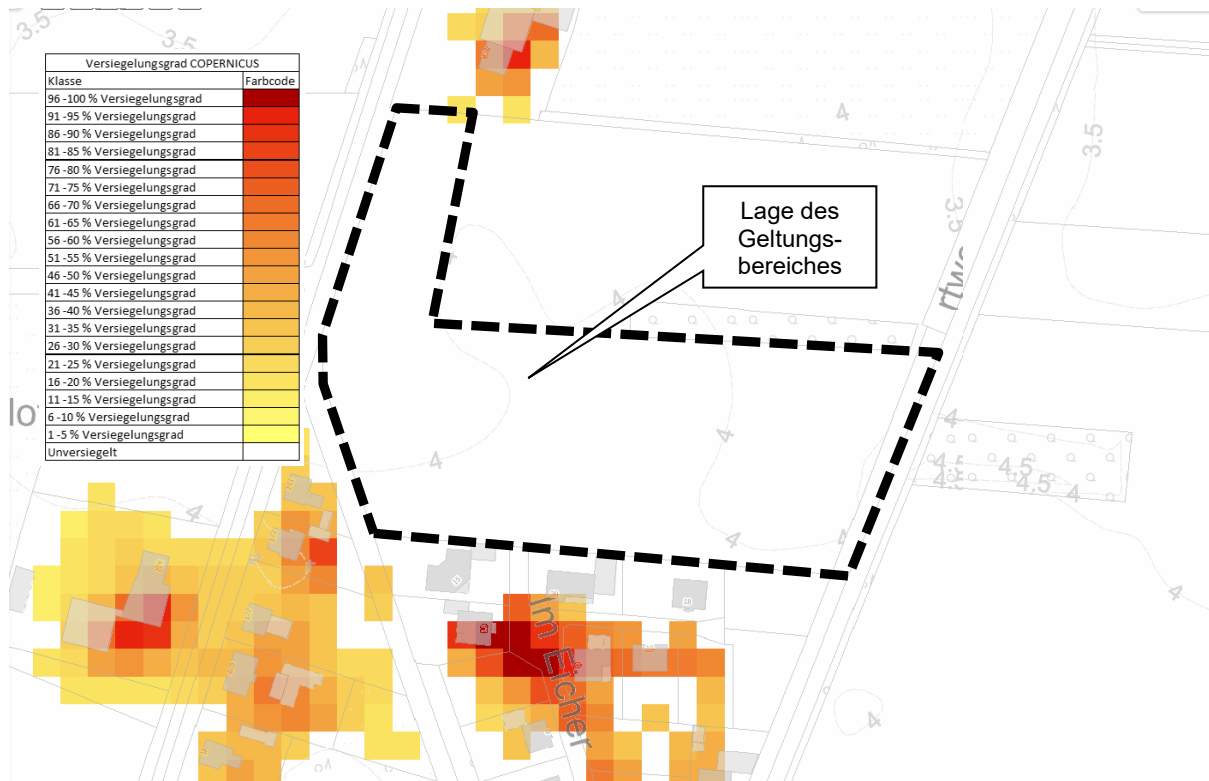 3.5
3.5
4
3.5
3.5
Versiegelungsgrad COPERNICUS
Klasse Farbcode
96 -100 % Versiegelungsgrad
91 -95 % Versiegelungsgrad
86 -90 % Versiegelungsgrad
81 -85 % Versiegelungsgrad
76 -80 % Versiegelungsgrad
71 -75 % Versiegelungsgrad
66 -70 % Versiegelungsgrad
61 -65 % Versiegelungsgrad
56 -60 % Versiegelungsgrad
51 -55 % Versiegelungsgrad
46 -50 % Versiegelungsgrad
41 -45 % Versiegelungsgrad
36 -40 % Versiegelungsgrad
31 -35 % Versiegelungsgrad
26 -30 % Versiegelungsgrad
21 -25 % Versiegelungsgrad
16 -20 % Versiegelungsgrad
11 -15 % Versiegelungsgrad
6 -10 % Versiegelungsgrad
1 -5 % Versiegelungsgrad
Unversiegelt
Lage des
Geltungs-
bereiches
4
4
4
4
4
4
4
4.5
4.5
4
4
4
Im Eicher
18